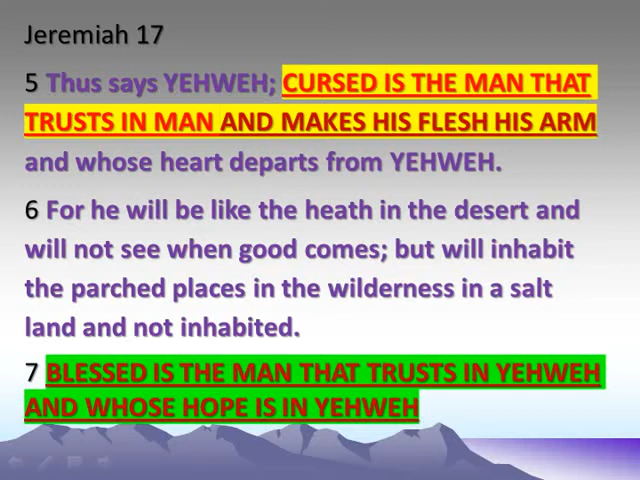 Jeremiah 17
5 Thus says YEHWEH; CURSED IS THE MAN THAT
TRUSTS IN MAN AND MAKES HIS FLESH HIS ARM
and whose heart departs from YEHWEH.
6 For he will be like the heath in the desert and
will not see when good comes; but will inhabit
the parched places in the wilderness in a salt
land and not inhabited.
7 BLESSED IS THE MAN THAT TRUSTS IN YEHWEH
AND WHOSE HOPE IS IN YEHWEH